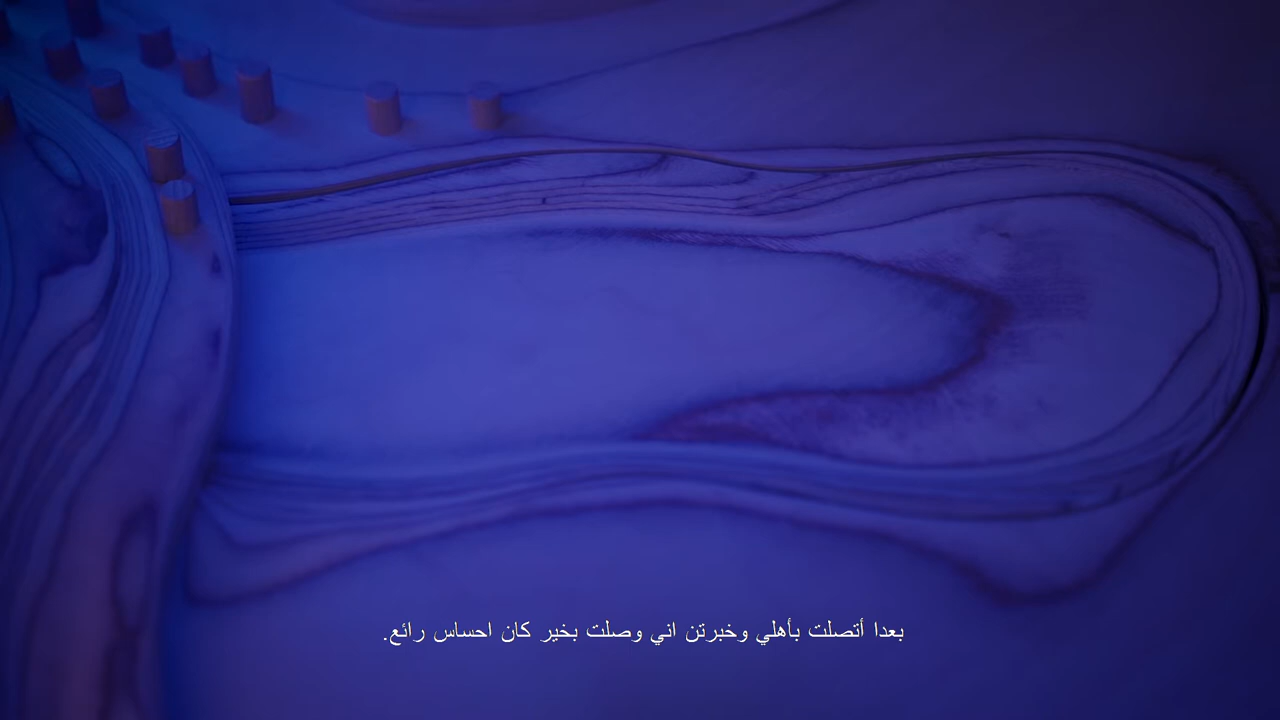 بعدا أتصلت بأهلي وخبرتن اني وصلت بخير كان احساس رائع.